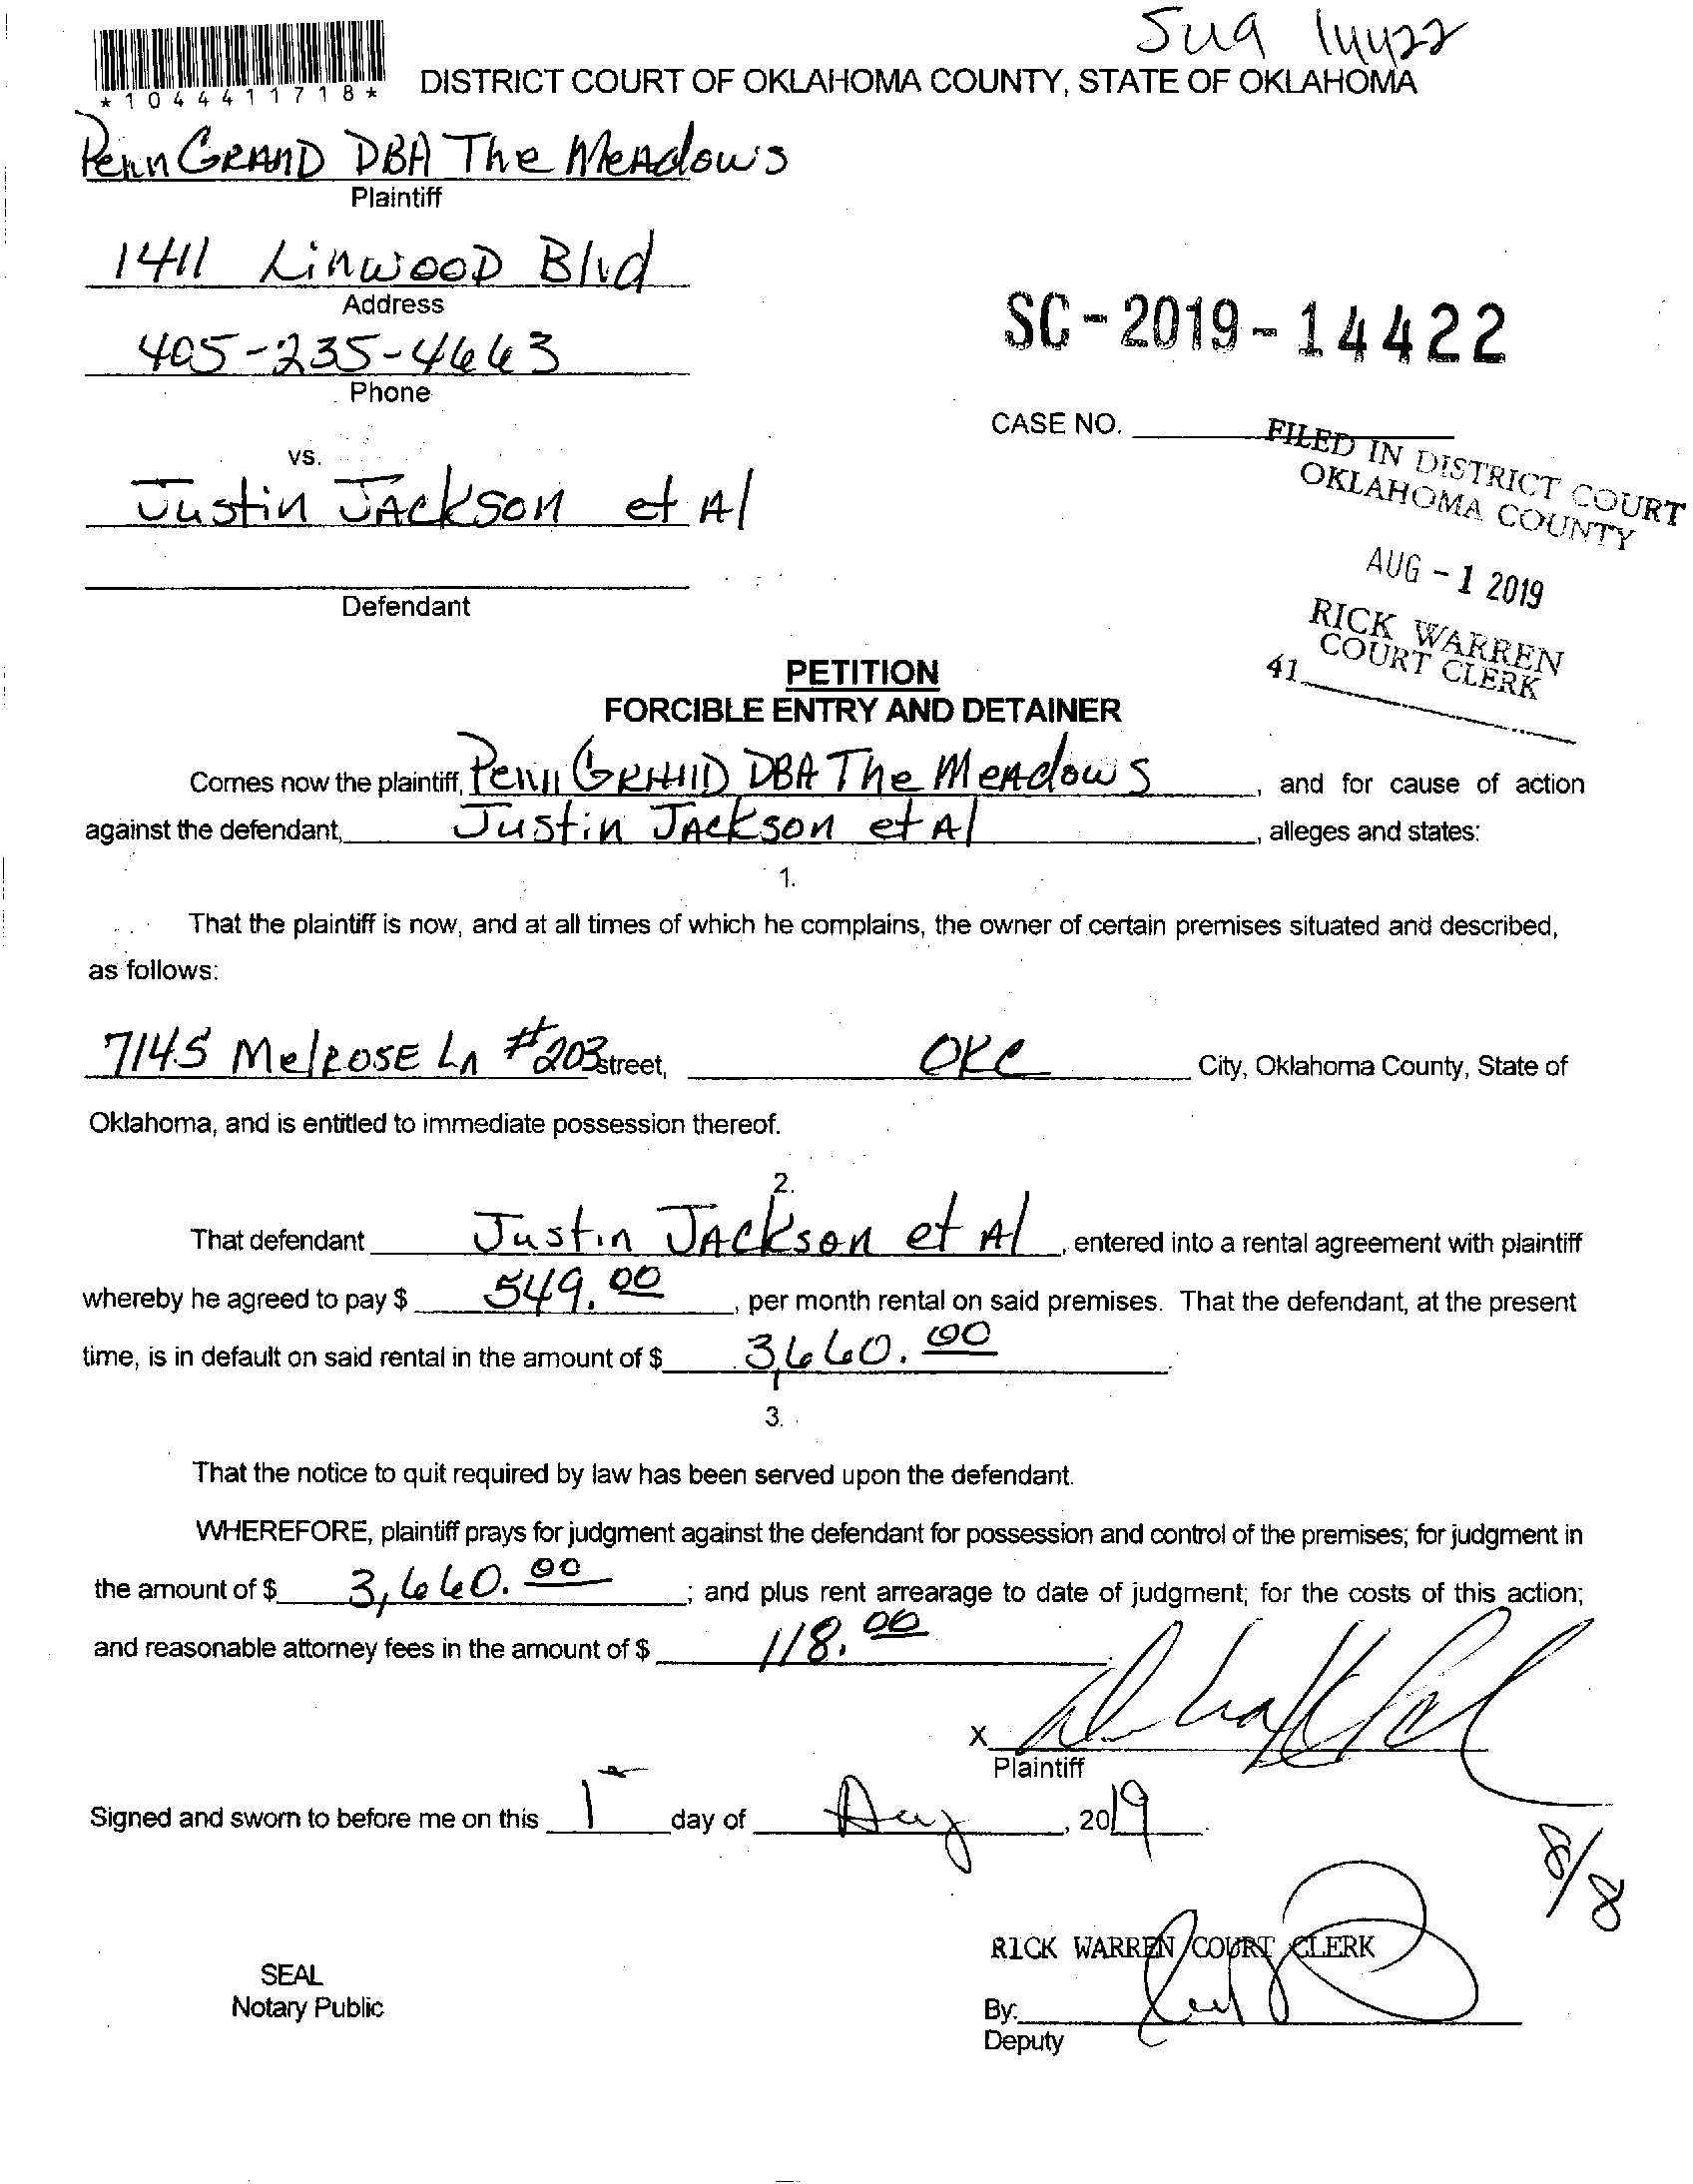 Sug 14422
*1044411718*
DISTRICT COURT OF OKLAHOMA COUNTY, STATE OF OKLAHOMA
Penn GRAND DBA The MeAdows
Plaintiff
1411 LinwooD Blvd
Address
405-235-4663
Phone
SC-2019-14422
CASE NO.
FILED IN DISTRICT COURT
OKLAHOMA COUNTY
AUG - 1 2019
RICK WARREN
COURT CLERK
41
vs.
Justin JAckson et Al
Defendant
PETITION
FORCIBLE ENTRY AND DETAINER
Comes now the plaintiff, Penn GRAND DBA The MeAdows, and for cause of action
against the defendant, Justin JAckson et Al, alleges and states:
1.
That the plaintiff is now, and at all times of which he complains, the owner of certain premises situated and described,
as follows:
7145 MelROSE Ln #203 street, OKC City, Oklahoma County, State of
Oklahoma, and is entitled to immediate possession thereof.
2.
That defendant Justin JAckson et Al, entered into a rental agreement with plaintiff
whereby he agreed to pay $ 549.00, per month rental on said premises. That the defendant, at the present
time, is in default on said rental in the amount of $ 3,660.00.
3.
That the notice to quit required by law has been served upon the defendant.
WHEREFORE, plaintiff prays for judgment against the defendant for possession and control of the premises; for judgment in
the amount of $ 3,660.00; and plus rent arrearage to date of judgment; for the costs of this action;
and reasonable attorney fees in the amount of $ 118.00.
X
Plaintiff
Signed and sworn to before me on this 1 day of Aug, 2019.
8/8
RICK WARREN COURT CLERK
SEAL
Notary Public
By:
Deputy